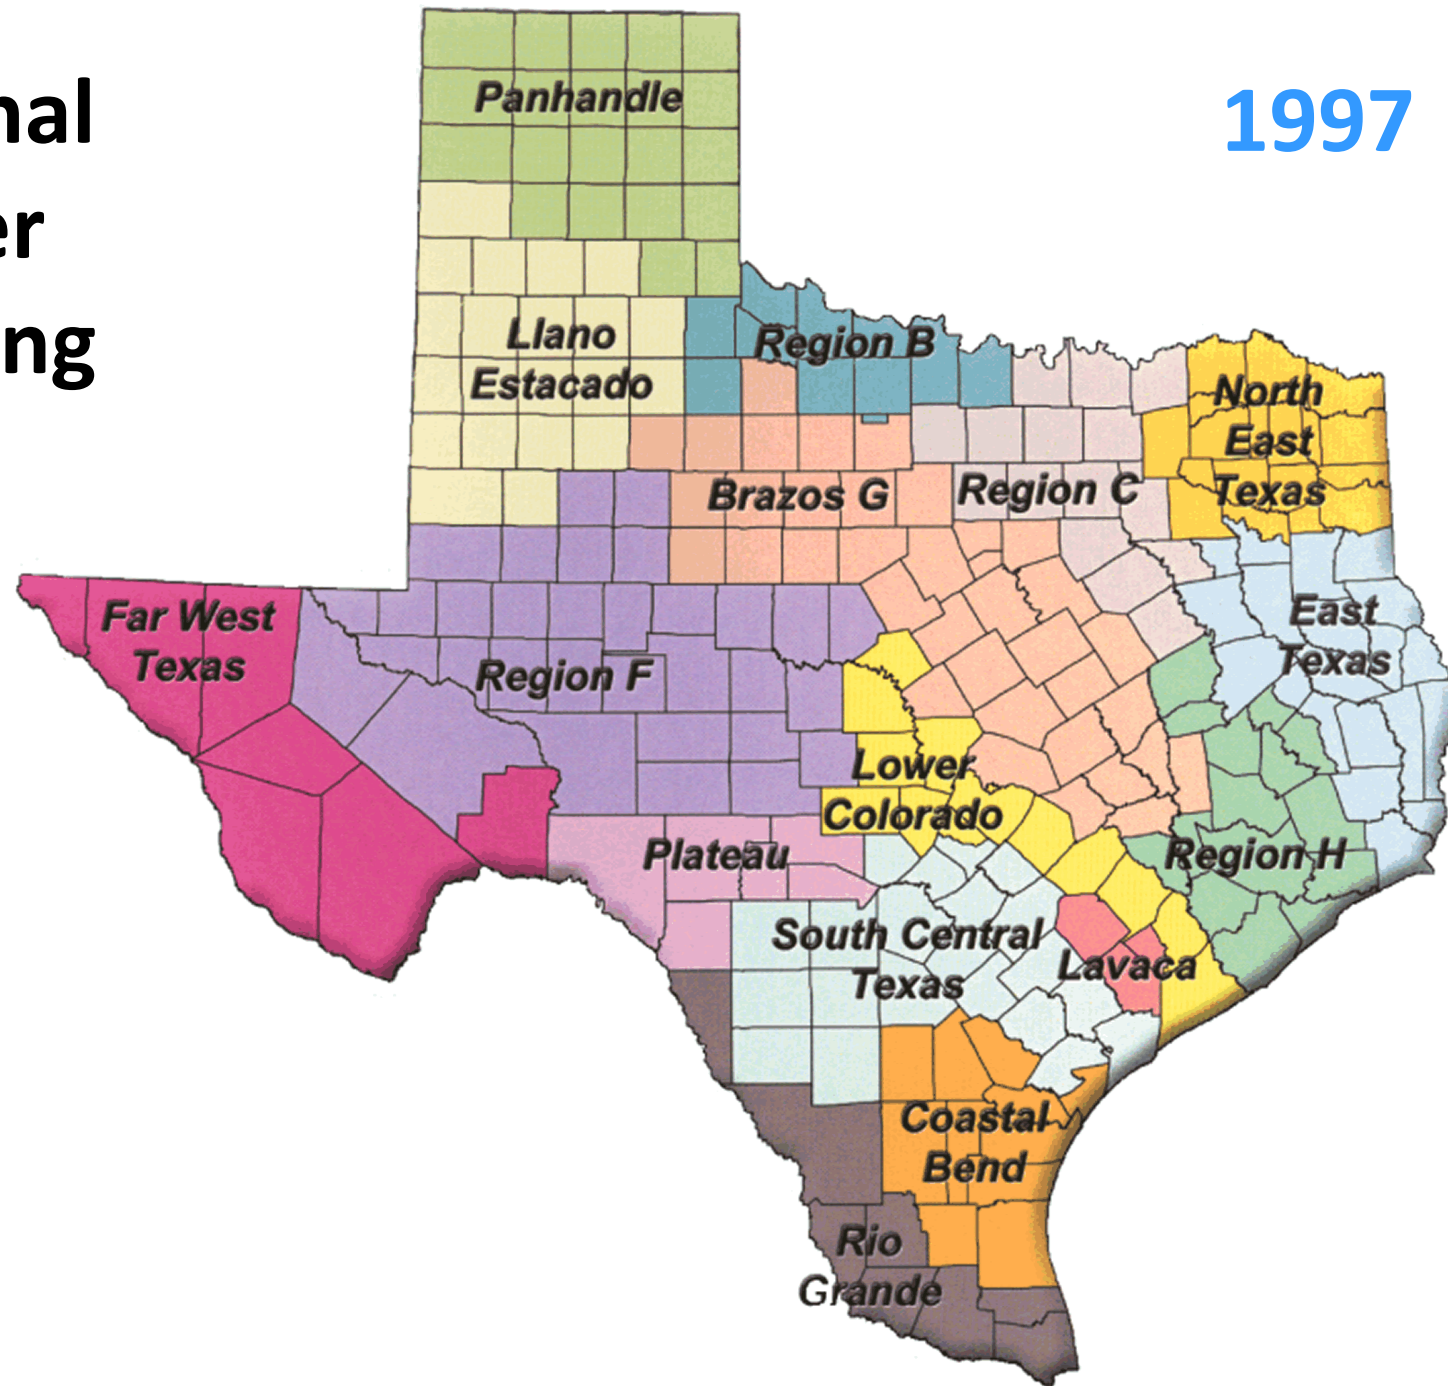 nal
er
ng
1997
Panhandle
Llano
Estacado
Region B
North
East
Texas
Brazos G
Region C
Far West
Texas
Region F
East
Texas
Lower
Colorado
Plateau
Region H
South Central
Texas
Lavaca
Coastal
Bend
Rio
Grande